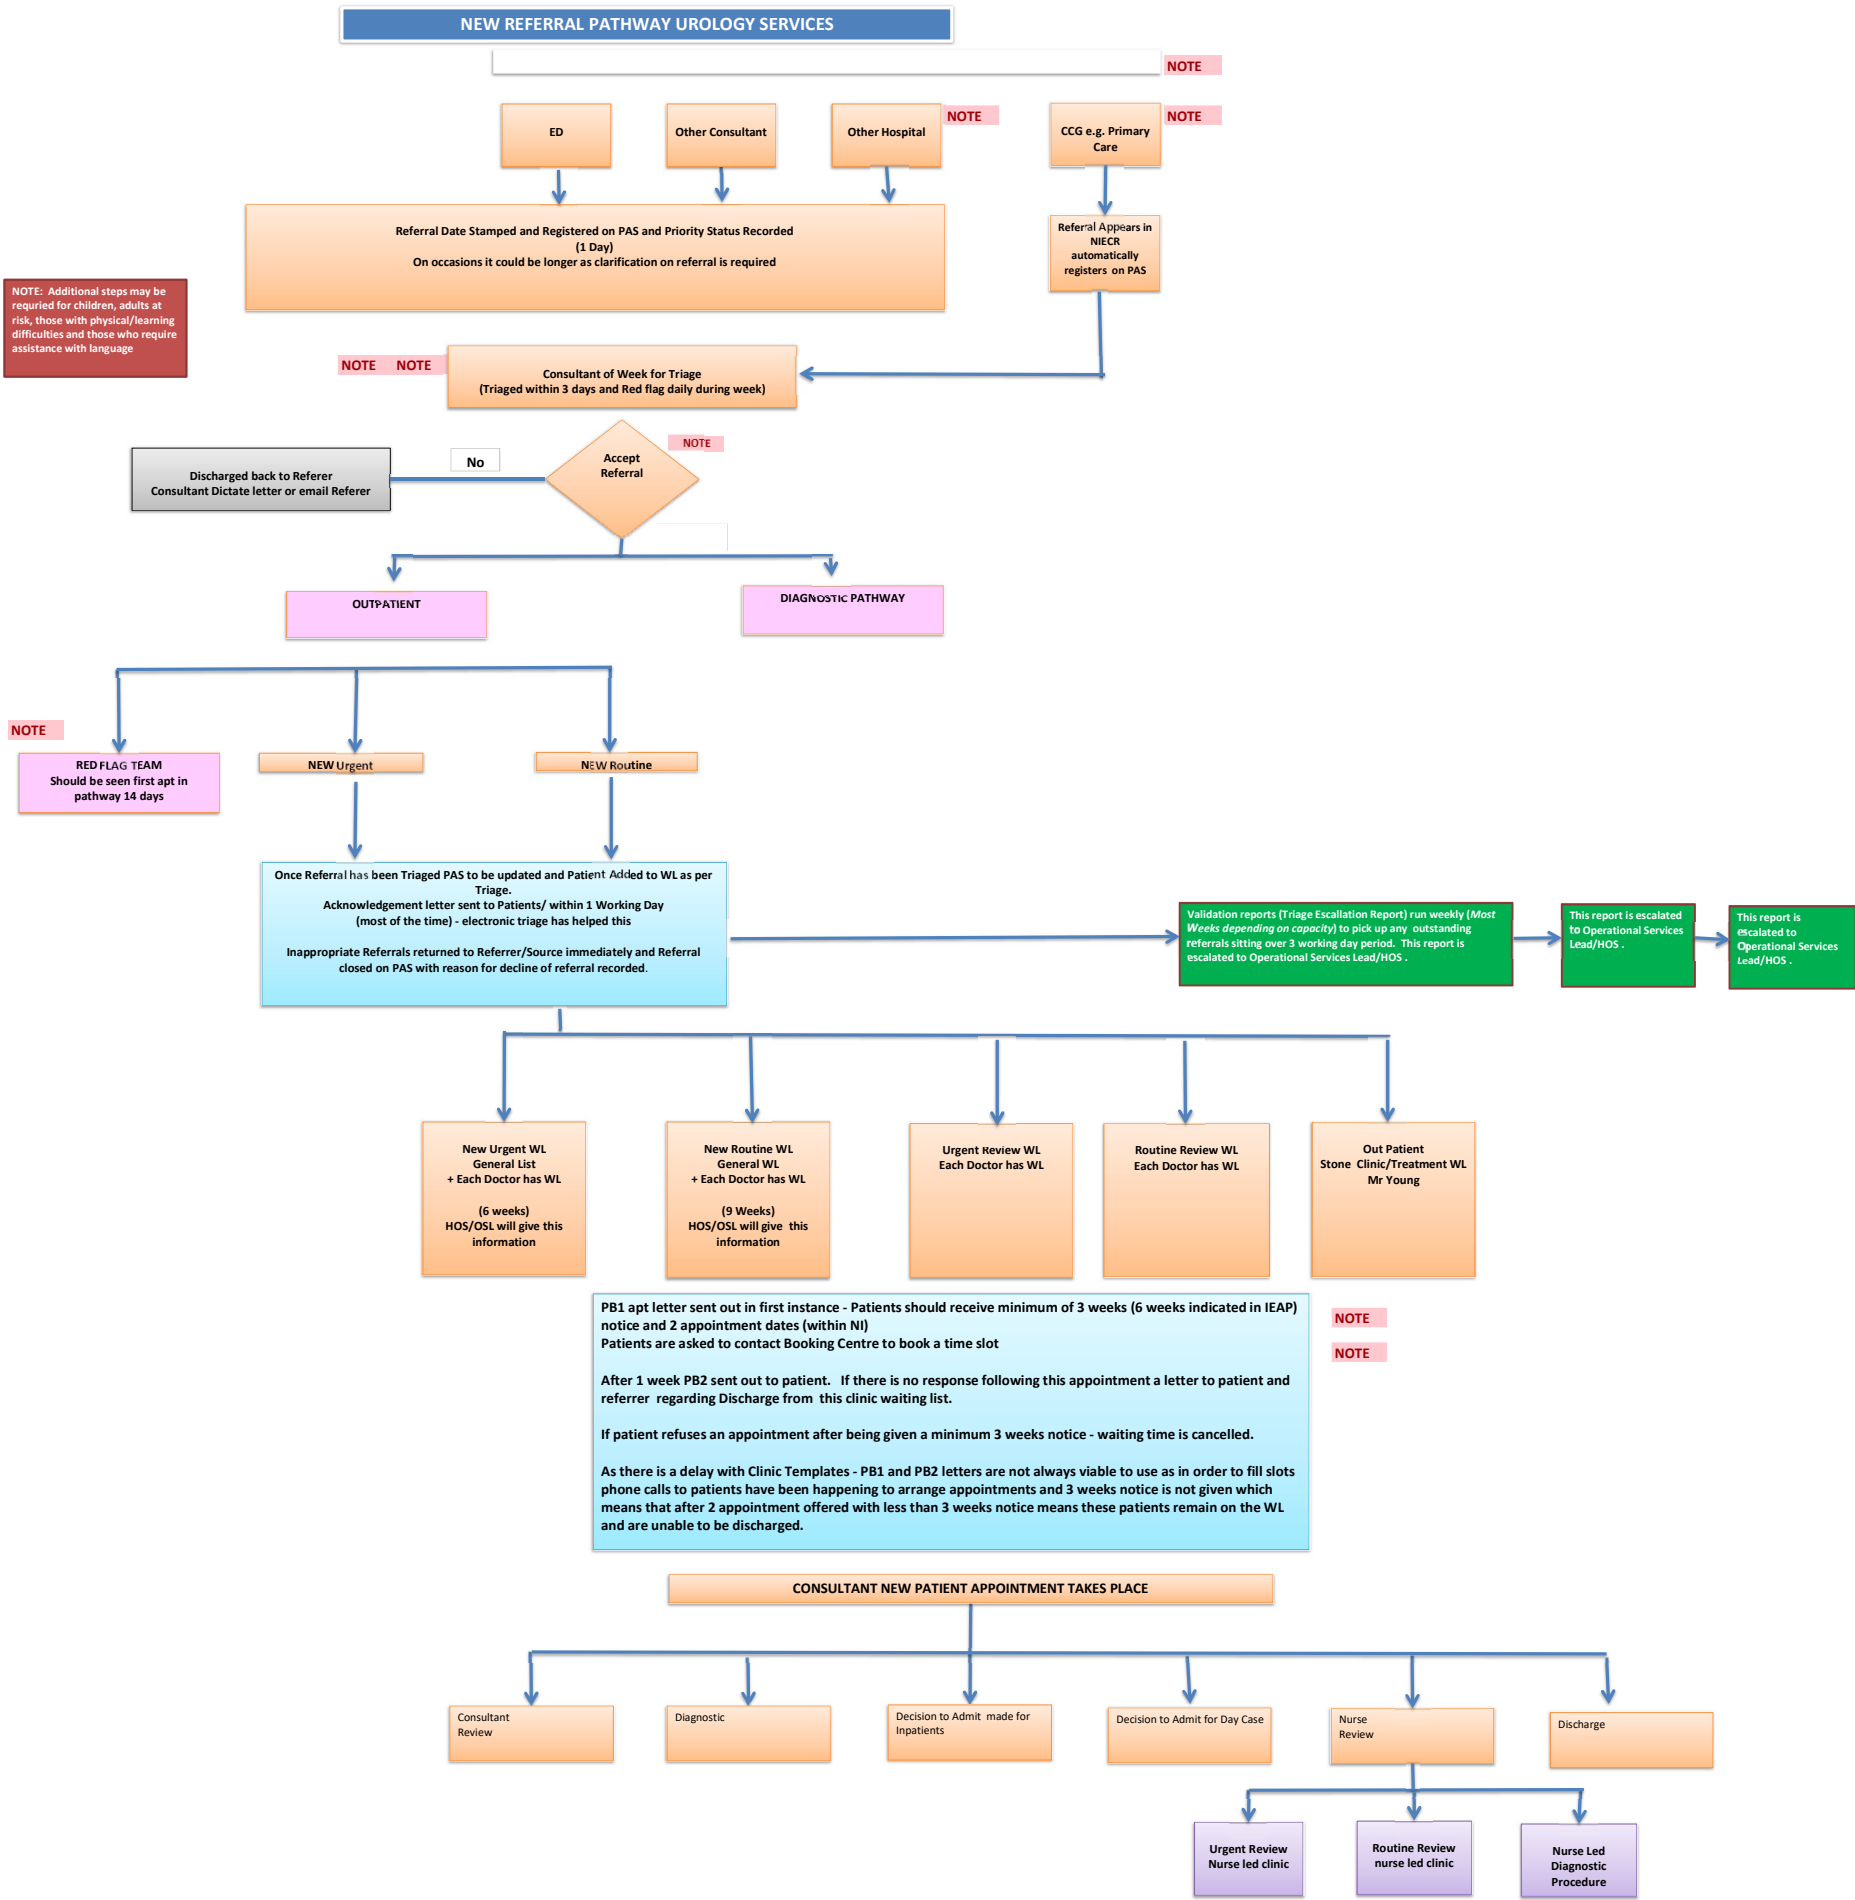 NEW REFERRAL PATHWAY UROLOGY SERVICES
NOTE
ED
Other Consultant
Other Hospital
NOTE
CCG e.g. Primary
Care
NOTE
Referral Date Stamped and Registered on PAS and Priority Status Recorded
(1 Day)
On occasions it could be longer as clarification on referral is required
Referral Appears in
NIECR
automatically
registers on PAS
NOTE: Additional steps may be
requried for children, adults at
risk, those with physical/learning
difficulties and those who require
assistance with language
NOTE NOTE
Consultant of Week for Triage
(Triaged within 3 days and Red flag daily during week)
Accept
Referral
NOTE
No
Discharged back to Referer
Consultant Dictate letter or email Referer
OUTPATIENT
DIAGNOSTIC PATHWAY
NOTE
RED FLAG TEAM
Should be seen first apt in
pathway 14 days
NEW Urgent
NEW Routine
Once Referral has been Triaged PAS to be updated and Patient Added to WL as per
Triage.
Acknowledgement letter sent to Patients/ within 1 Working Day
(most of the time) - electronic triage has helped this
Inappropriate Referrals returned to Referrer/Source immediately and Referral
closed on PAS with reason for decline of referral recorded.
Validation reports (Triage Escallation Report) run weekly (Most
Weeks depending on capacity) to pick up any outstanding
referrals sitting over 3 working day period. This report is
escalated to Operational Services Lead/HOS .
This report is escalated
to Operational Services
Lead/HOS .
This report is
escalated to
Operational Services
Lead/HOS .
New Urgent WL
General List
+ Each Doctor has WL
(6 weeks)
HOS/OSL will give this
information
New Routine WL
General WL
+ Each Doctor has WL
(9 Weeks)
HOS/OSL will give this
information
Urgent Review WL
Each Doctor has WL
Routine Review WL
Each Doctor has WL
Out Patient
Stone Clinic/Treatment WL
Mr Young
PB1 apt letter sent out in first instance - Patients should receive minimum of 3 weeks (6 weeks indicated in IEAP)
notice and 2 appointment dates (within NI)
Patients are asked to contact Booking Centre to book a time slot
After 1 week PB2 sent out to patient. If there is no response following this appointment a letter to patient and
referrer regarding Discharge from this clinic waiting list.
If patient refuses an appointment after being given a minimum 3 weeks notice - waiting time is cancelled.
As there is a delay with Clinic Templates - PB1 and PB2 letters are not always viable to use as in order to fill slots
phone calls to patients have been happening to arrange appointments and 3 weeks notice is not given which
means that after 2 appointment offered with less than 3 weeks notice means these patients remain on the WL
and are unable to be discharged.
NOTE
NOTE
CONSULTANT NEW PATIENT APPOINTMENT TAKES PLACE
Consultant
Review
Diagnostic
Decision to Admit made for
Inpatients
Decision to Admit for Day Case
Nurse
Review
Discharge
Urgent Review
Nurse led clinic
Routine Review
nurse led clinic
Nurse Led
Diagnostic
Procedure